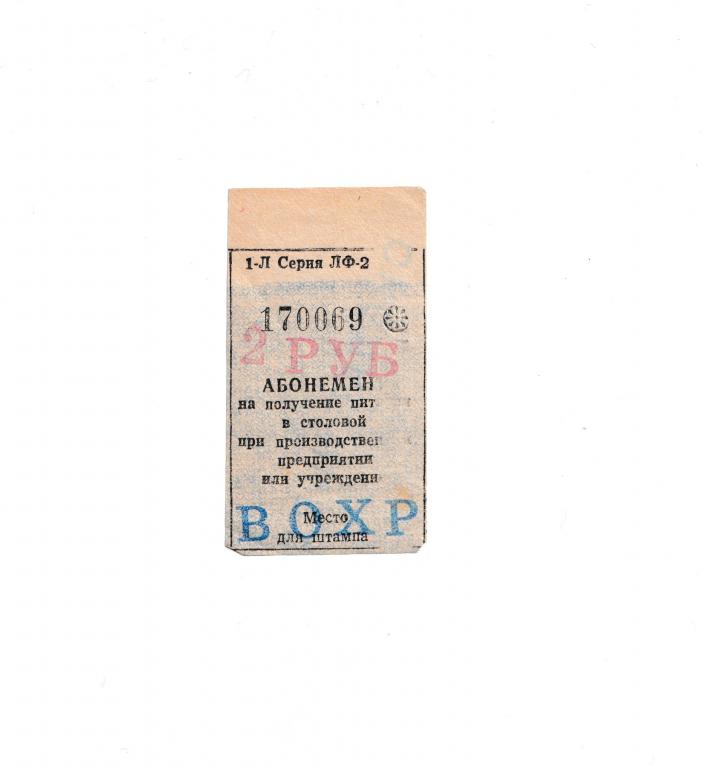 1-Л Серия ЛФ-2
170069
2 РУБ
АБОНЕМЕН
на получение пит
в столовой
при производствен
предприятии
или учреждени
ВОХР
Место
для штампа